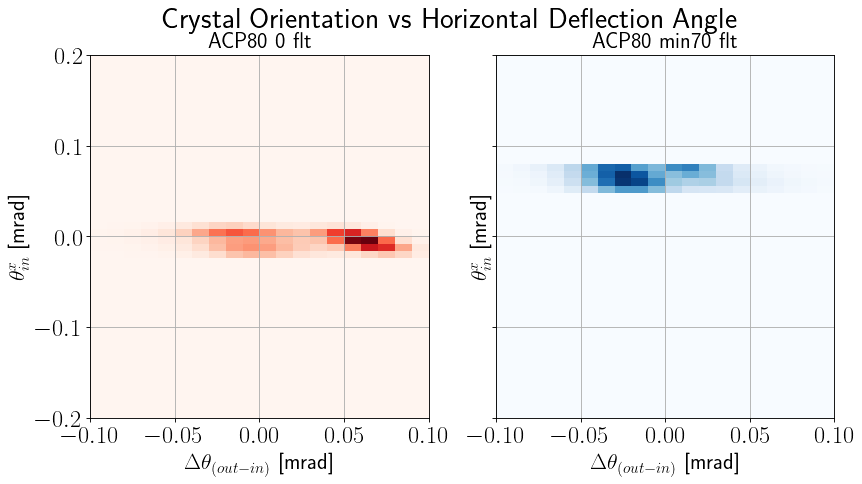 Crystal Orientation vs Horizontal Deflection Angle
ACP80 0 flt
ACP80 min70 flt
0.2
0.1
0.0
−0.1
−0.2
θ^x_in [mrad]
θ^x_in [mrad]
−0.10 −0.05 0.00 0.05 0.10
−0.10 −0.05 0.00 0.05 0.10
Δθ_(out−in) [mrad]
Δθ_(out−in) [mrad]